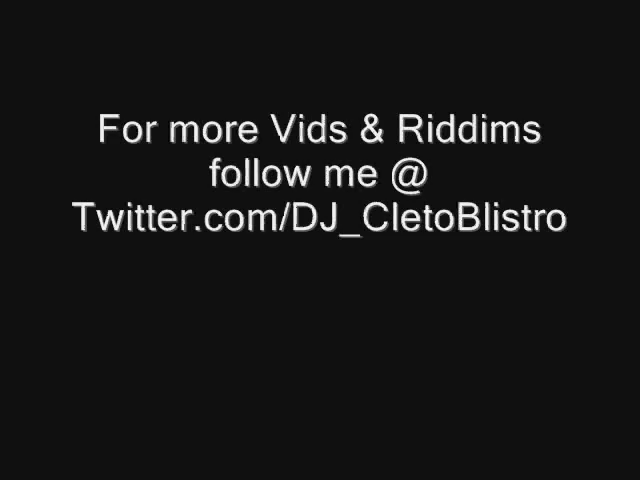 For more Vids & Riddims
follow me @
Twitter.com/DJ_CletoBlistro